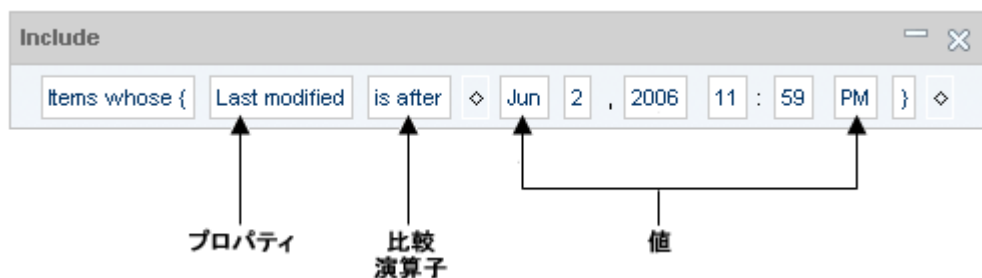 Include
Items whose { Last modified is after ◇ Jun 2 , 2006 11 : 59 PM } ◇
プロパティ 比較 値
演算子